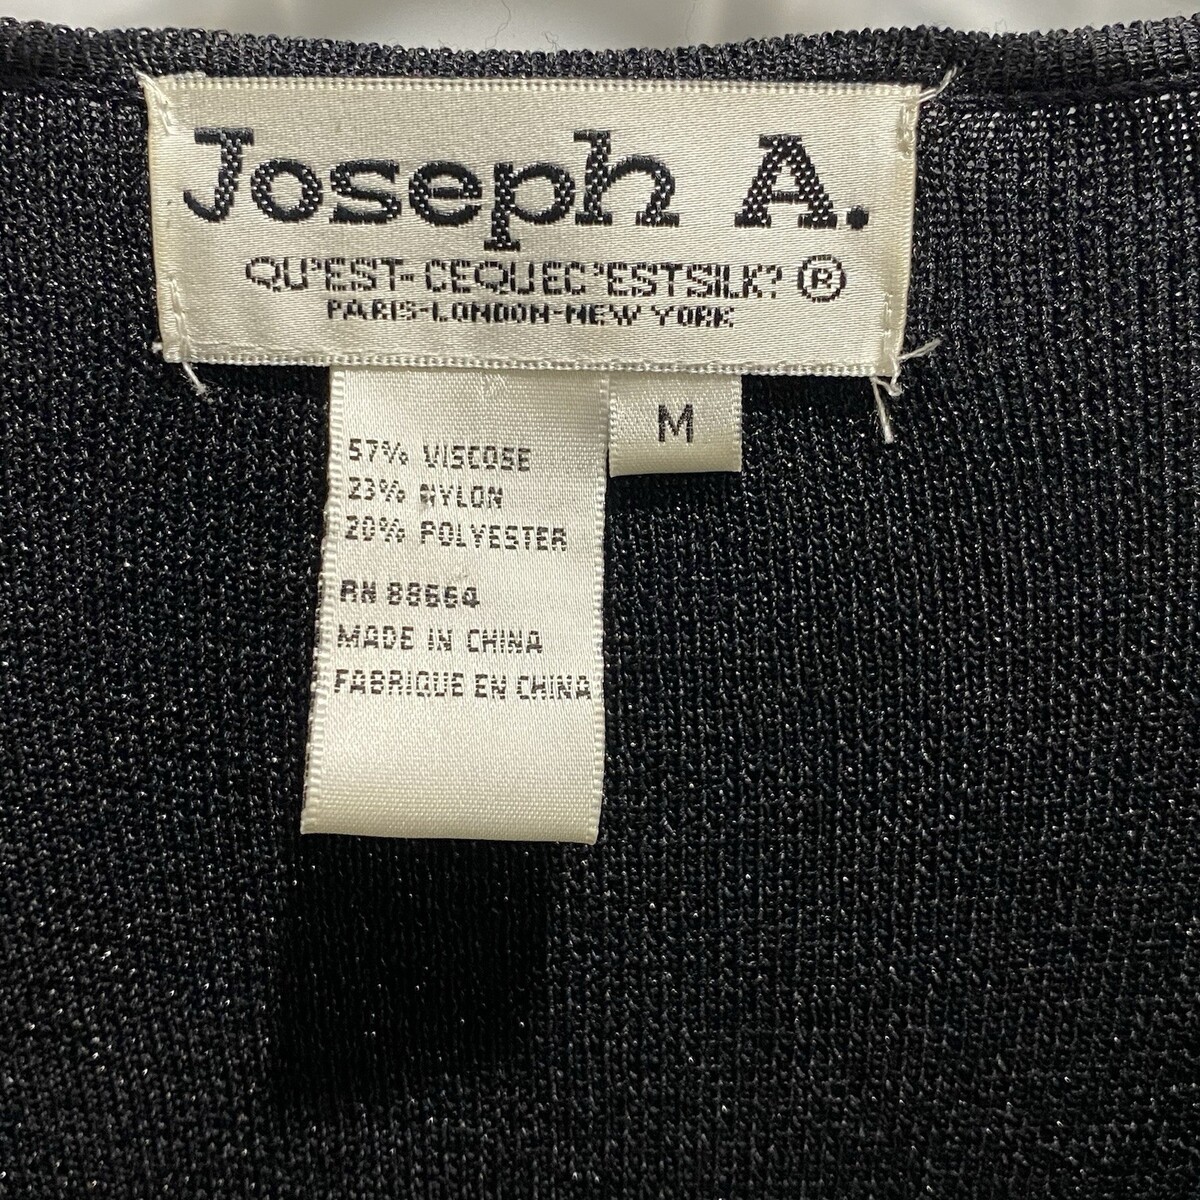 Joseph A.
QU'EST-CEQUEC'ESTSILK? ®
PARIS-LONDON-NEW YORK
M
57% VISCOSE
23% NYLON
20% POLYESTER
RN 88664
MADE IN CHINA
FABRIQUE EN CHINA